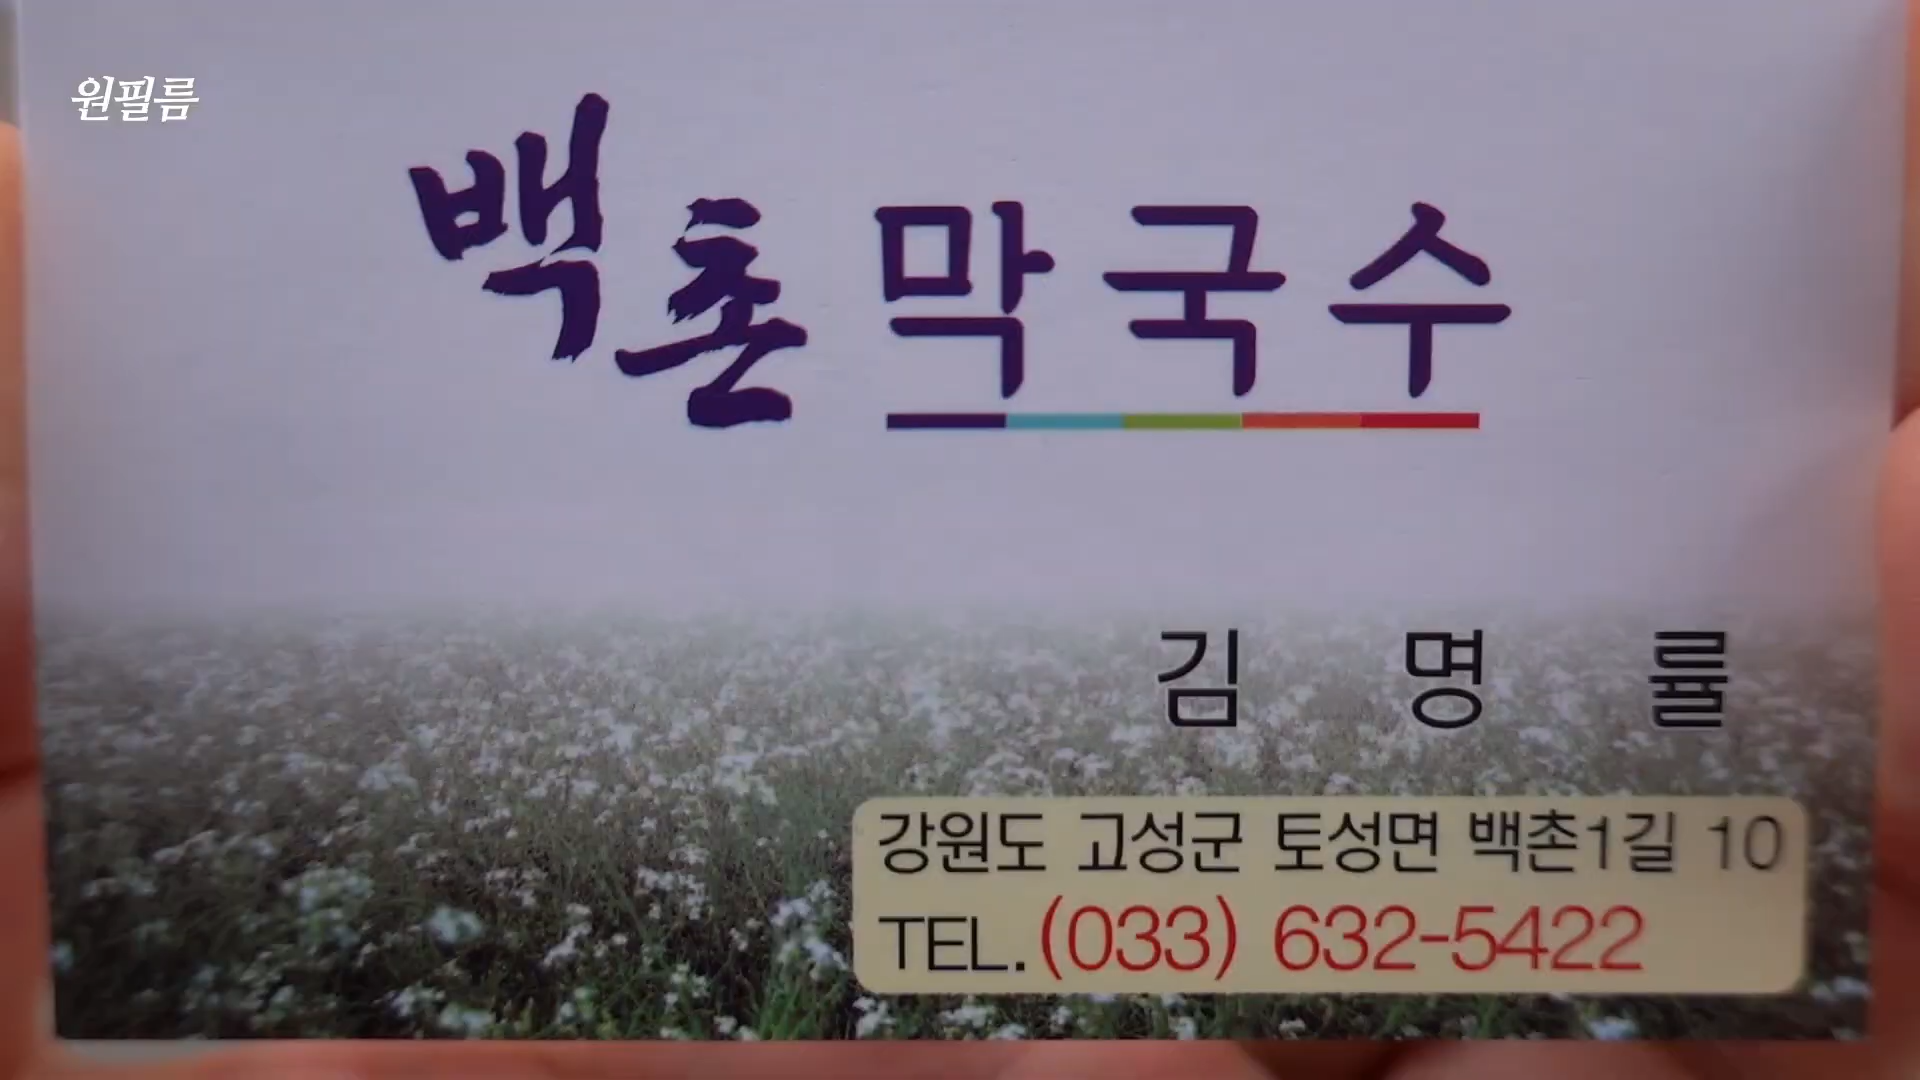 원필름
백촌막국수
김 명 률
강원도 고성군 토성면 백촌1길 10
TEL.(033) 632-5422